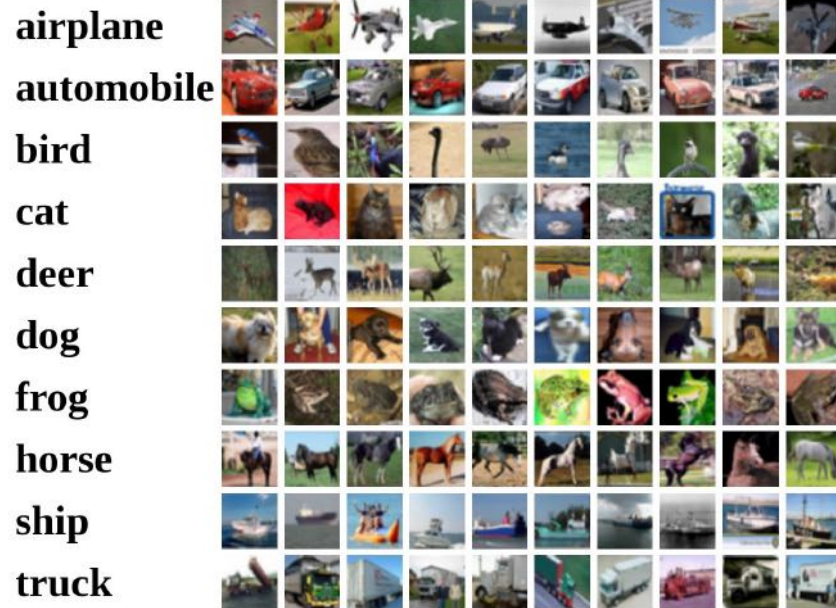 airplane
automobile
bird
cat
deer
dog
frog
horse
ship
truck